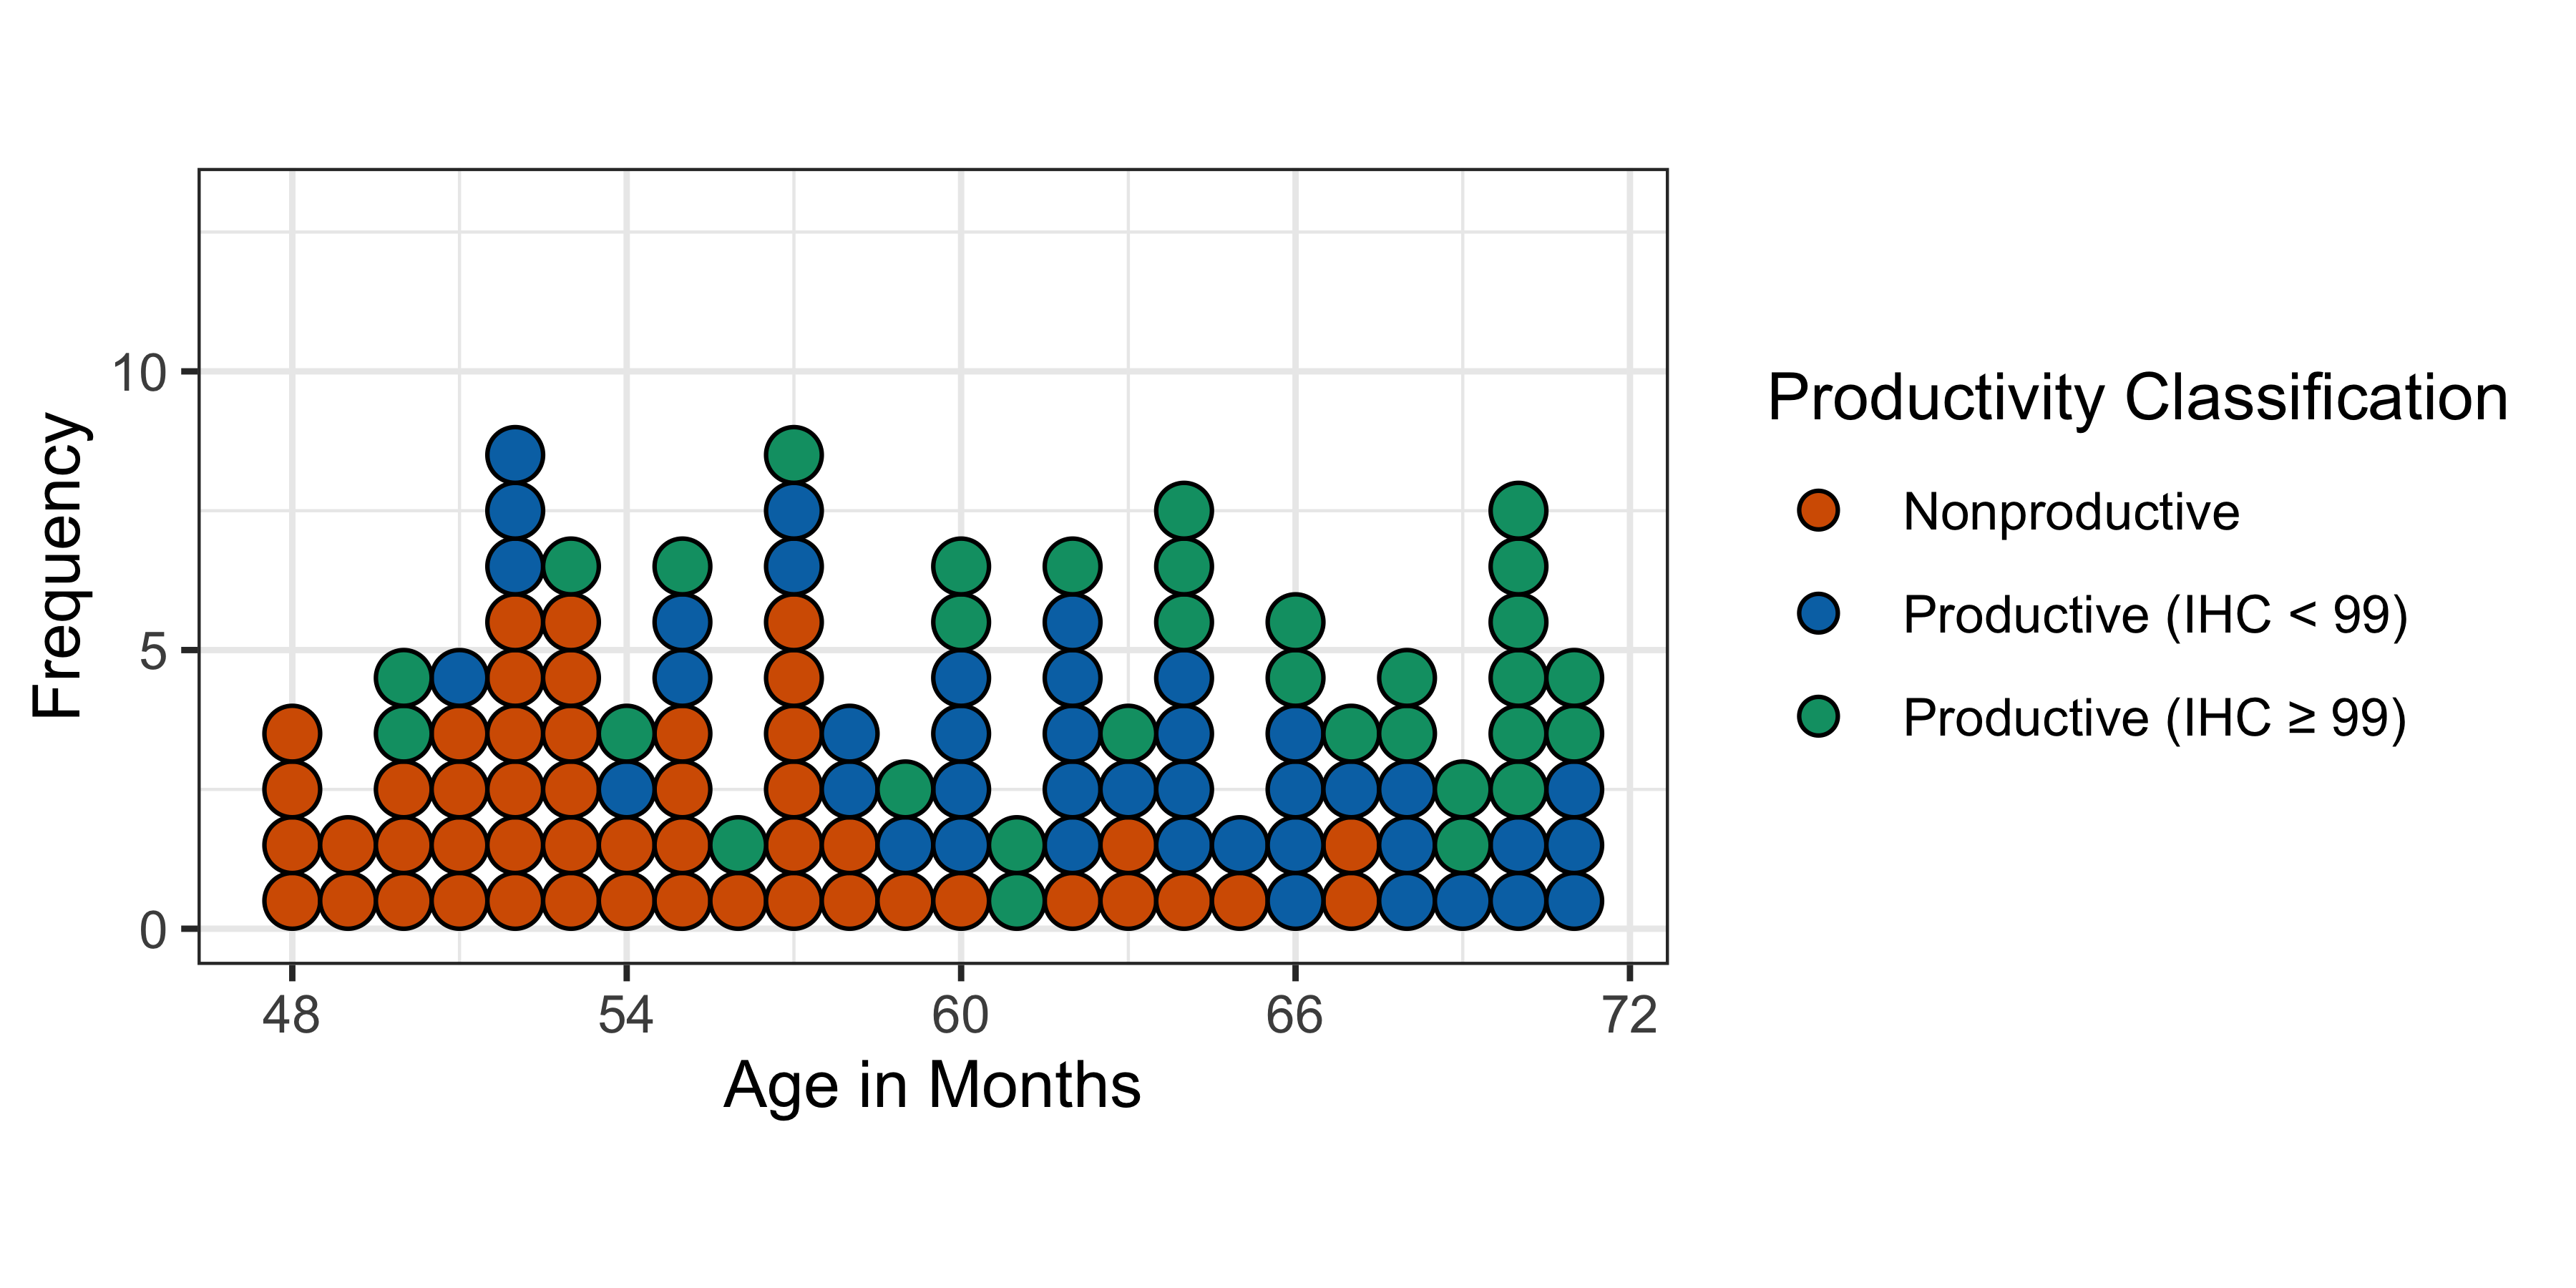 Frequency
10
5
0
48 54 60 66 72
Age in Months
Productivity Classification
Nonproductive
Productive (IHC < 99)
Productive (IHC ≥ 99)